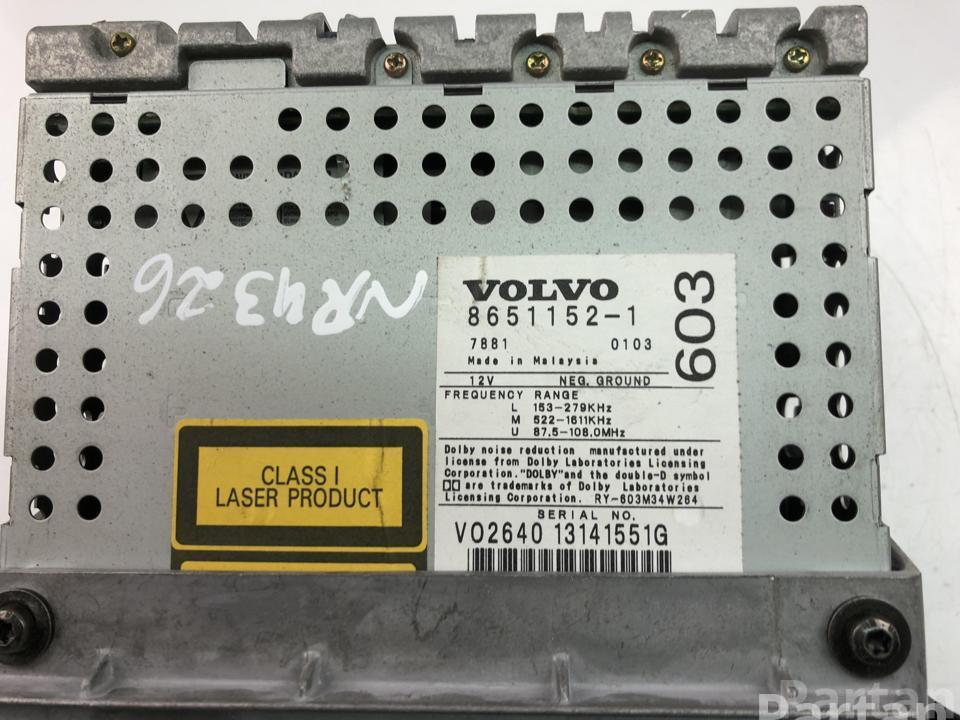 NR4326
VOLVO
8651152-1
603
7881 0103
Made in Malaysia
12V NEG. GROUND
FREQUENCY RANGE
L 153-279KHz
M 522-1611KHz
U 87.5-108.0MHz
Dolby noise reduction manufactured under
license from Dolby Laboratories Licensing
Corporation. "DOLBY" and the double-D symbol
are trademarks of Dolby Laboratories
Licensing Corporation. RY-603M34W264
SERIAL NO.
VO2640 13141551G
CLASS I
LASER PRODUCT
Partan
Partan